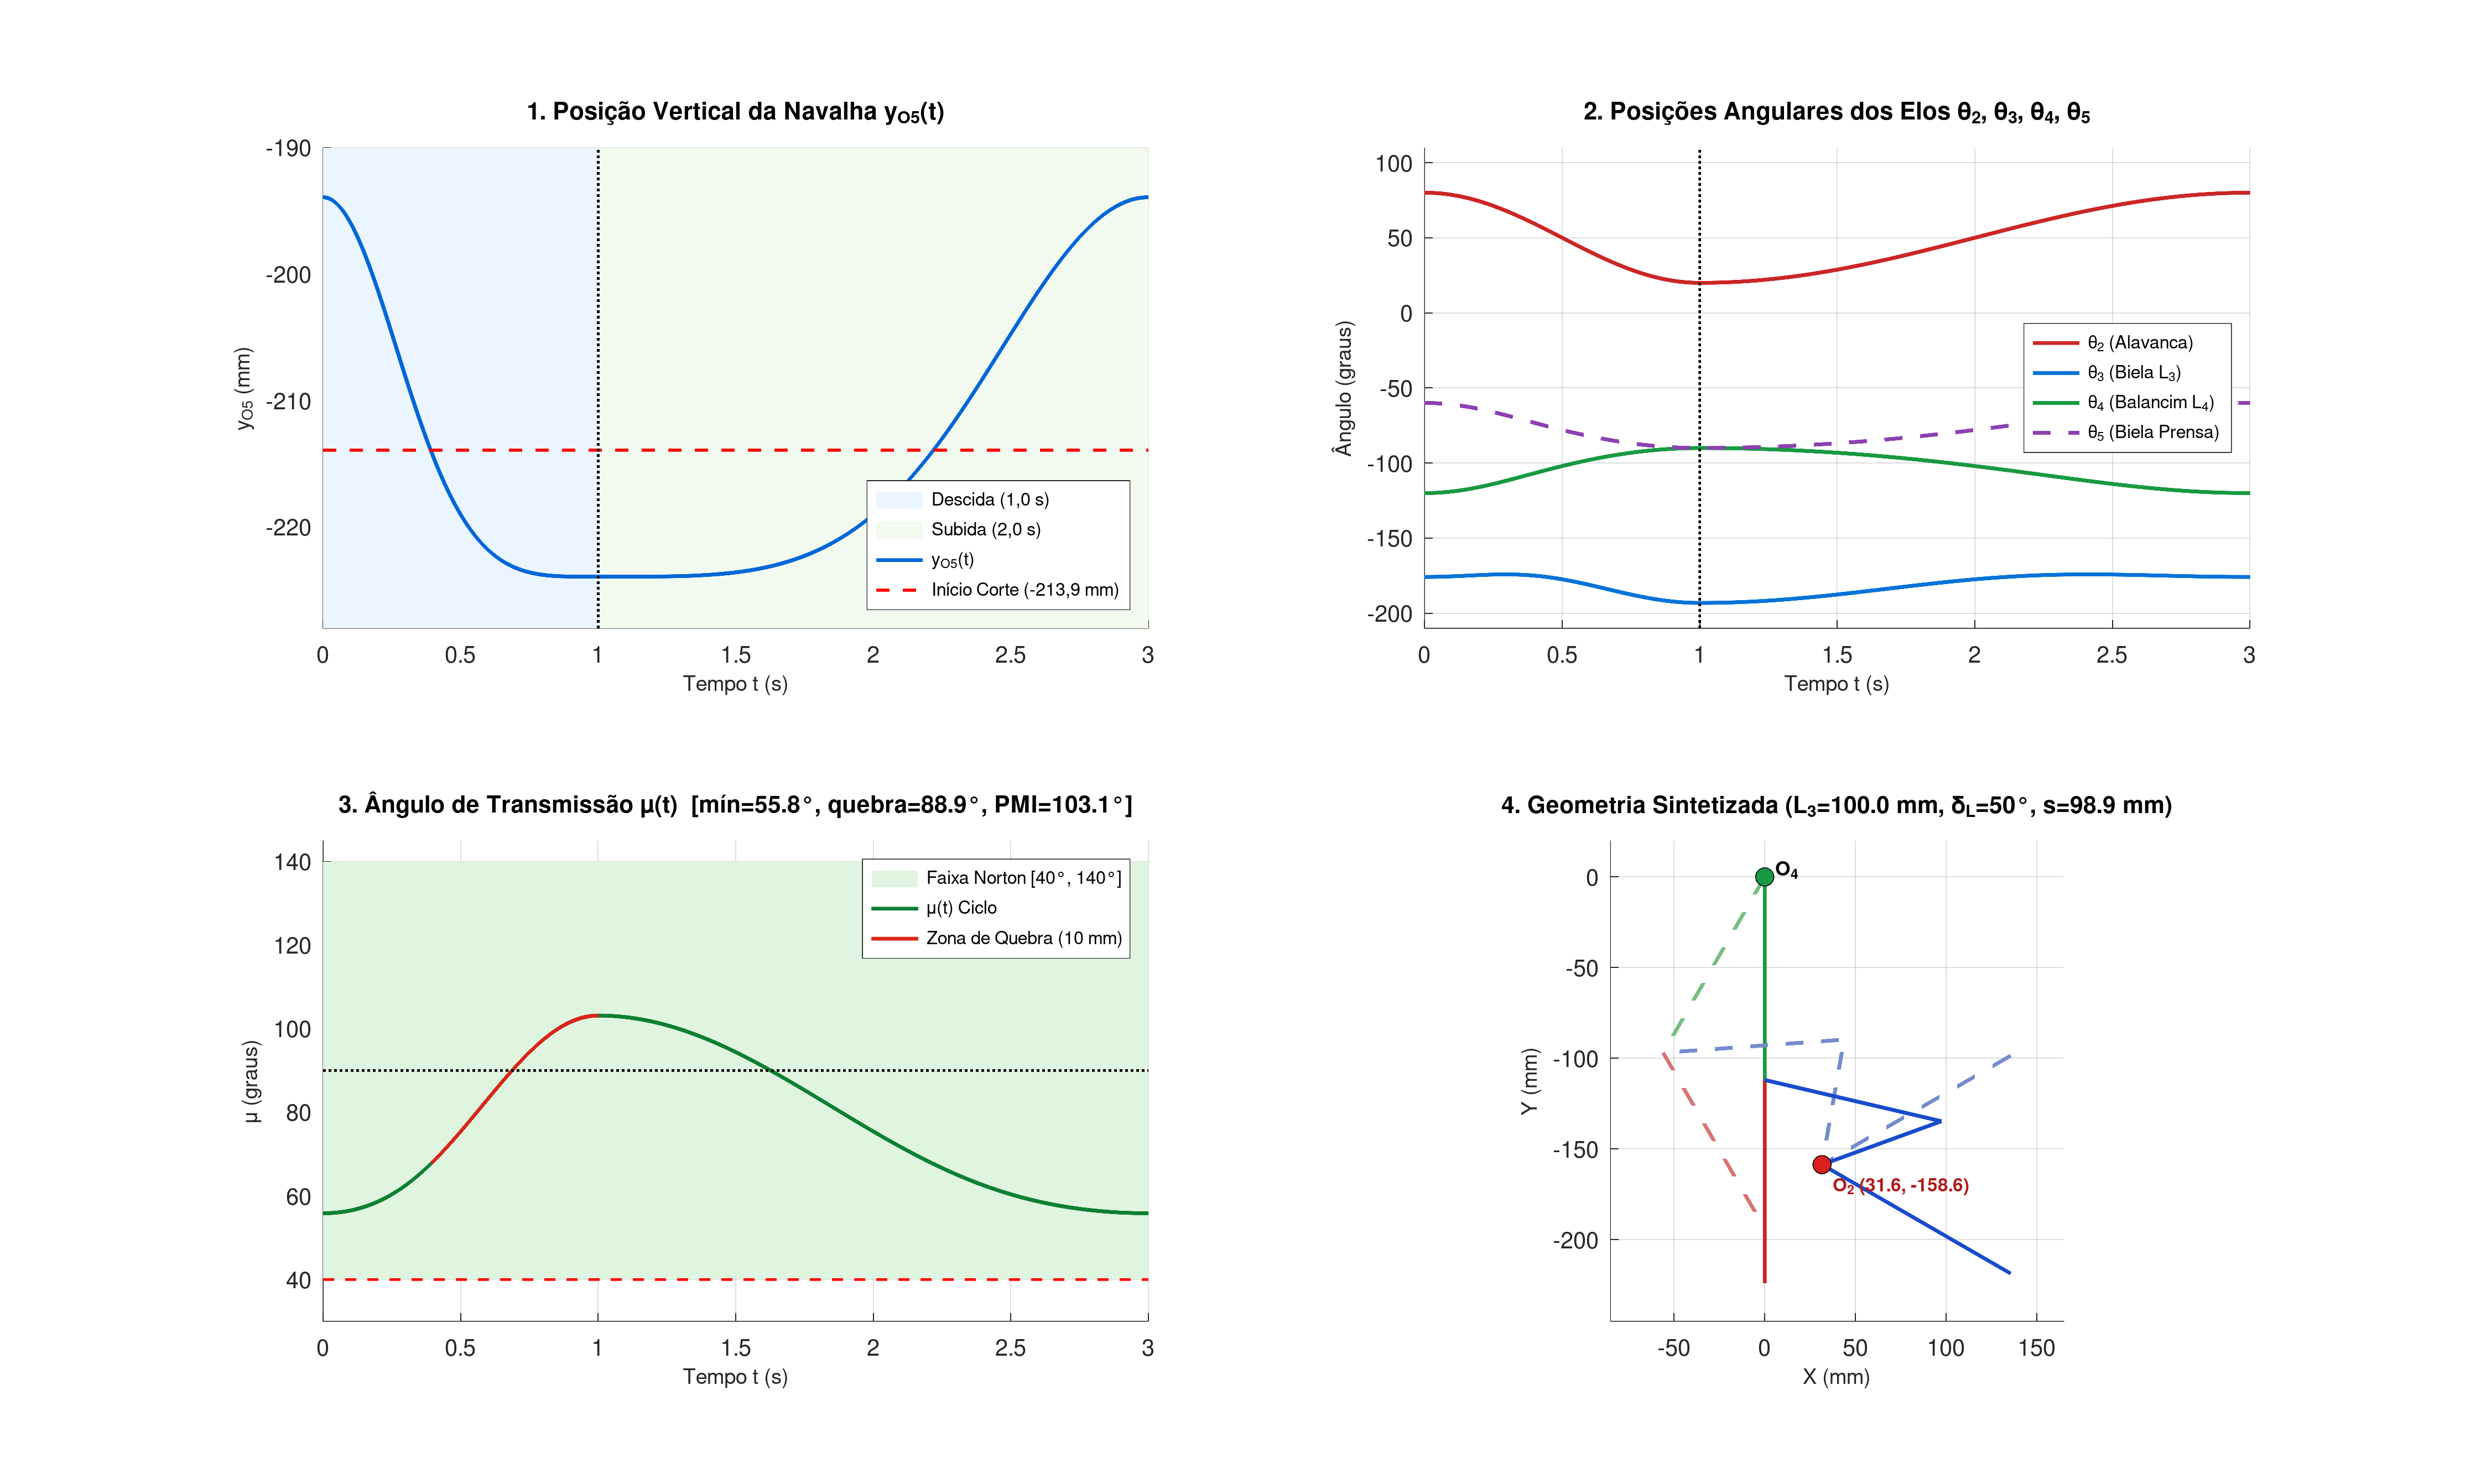 1. Posição Vertical da Navalha yO5(t)
-190
-200
-210
-220
yO5 (mm)
Descida (1,0 s)
Subida (2,0 s)
yO5(t)
Início Corte (-213,9 mm)
0 0.5 1 1.5 2 2.5 3
Tempo t (s)
2. Posições Angulares dos Elos θ2, θ3, θ4, θ5
100
50
0
-50
-100
-150
-200
Ângulo (graus)
θ2 (Alavanca)
θ3 (Biela L3)
θ4 (Balancim L4)
θ5 (Biela Prensa)
0 0.5 1 1.5 2 2.5 3
Tempo t (s)
3. Ângulo de Transmissão μ(t) [mín=55.8°, quebra=88.9°, PMI=103.1°]
140
120
100
80
60
40
μ (graus)
Faixa Norton [40°, 140°]
μ(t) Ciclo
Zona de Quebra (10 mm)
0 0.5 1 1.5 2 2.5 3
Tempo t (s)
4. Geometria Sintetizada (L3=100.0 mm, δL=50°, s=98.9 mm)
0
-50
-100
-150
-200
Y (mm)
O4
O2 (31.6, -158.6)
-50 0 50 100 150
X (mm)